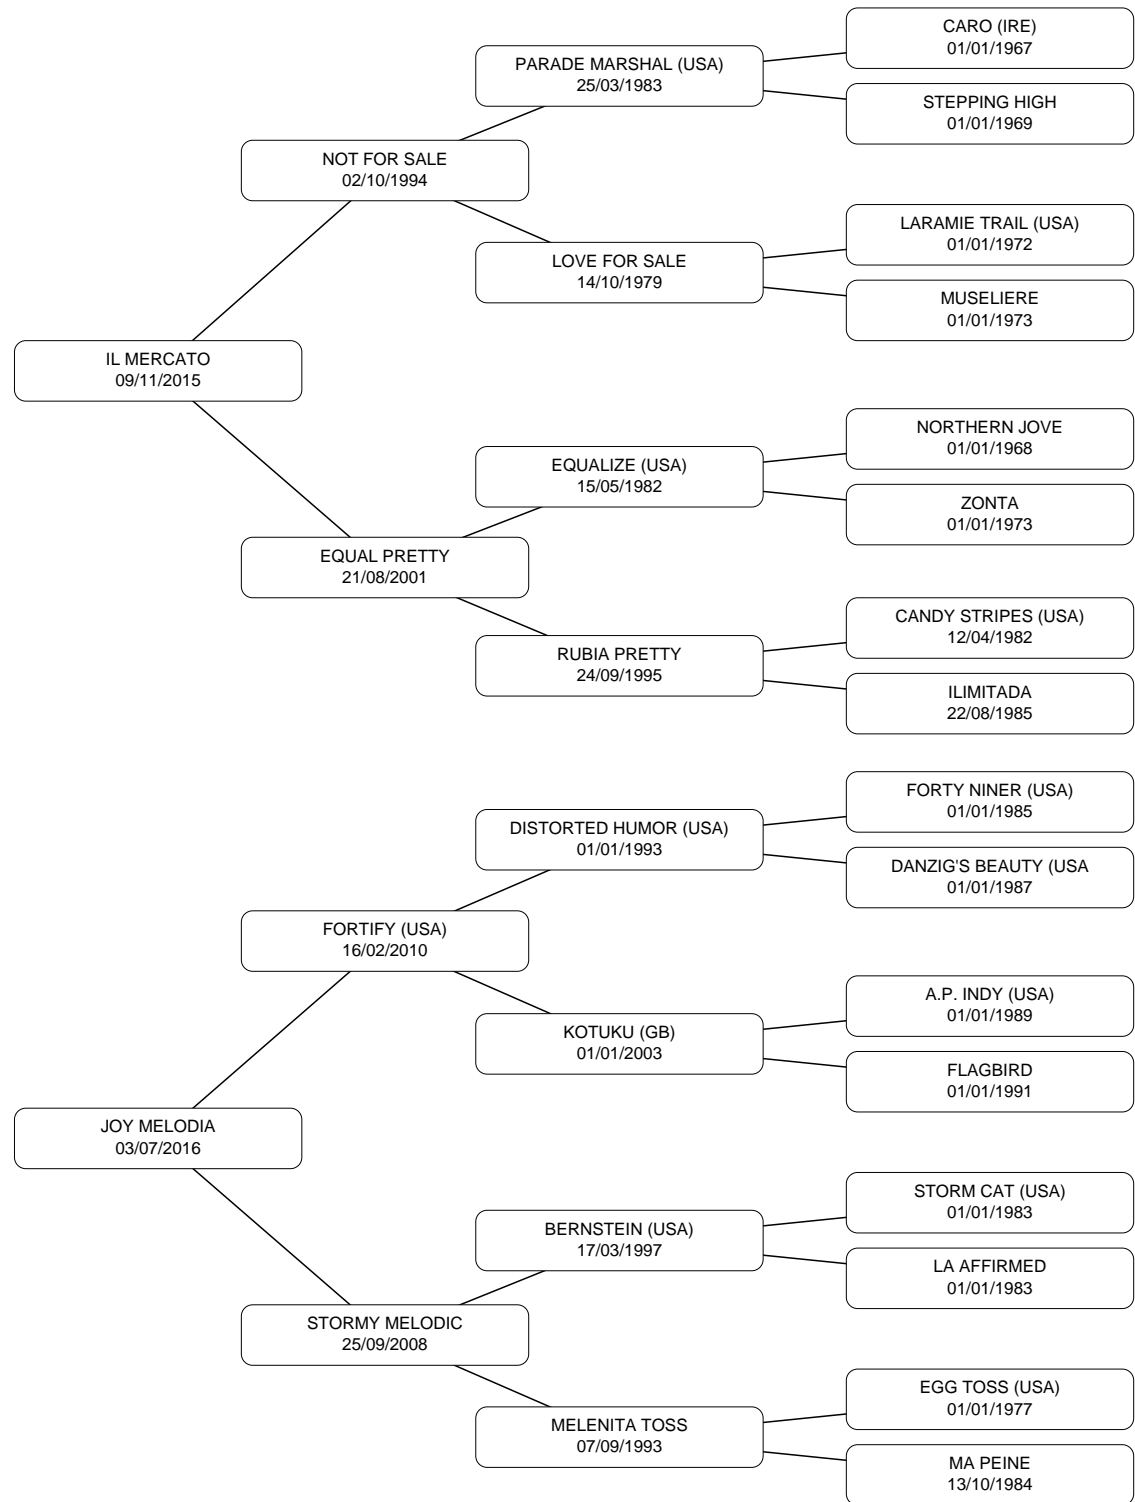 CARO (IRE)
01/01/1967
PARADE MARSHAL (USA)
25/03/1983
STEPPING HIGH
01/01/1969
NOT FOR SALE
02/10/1994
LARAMIE TRAIL (USA)
01/01/1972
LOVE FOR SALE
14/10/1979
MUSELIERE
01/01/1973
IL MERCATO
09/11/2015
NORTHERN JOVE
01/01/1968
EQUALIZE (USA)
15/05/1982
ZONTA
01/01/1973
EQUAL PRETTY
21/08/2001
CANDY STRIPES (USA)
12/04/1982
RUBIA PRETTY
24/09/1995
ILIMITADA
22/08/1985
FORTY NINER (USA)
01/01/1985
DISTORTED HUMOR (USA)
01/01/1993
DANZIG'S BEAUTY (USA
01/01/1987
FORTIFY (USA)
16/02/2010
A.P. INDY (USA)
01/01/1989
KOTUKU (GB)
01/01/2003
FLAGBIRD
01/01/1991
JOY MELODIA
03/07/2016
STORM CAT (USA)
01/01/1983
BERNSTEIN (USA)
17/03/1997
LA AFFIRMED
01/01/1983
STORMY MELODIC
25/09/2008
EGG TOSS (USA)
01/01/1977
MELENITA TOSS
07/09/1993
MA PEINE
13/10/1984